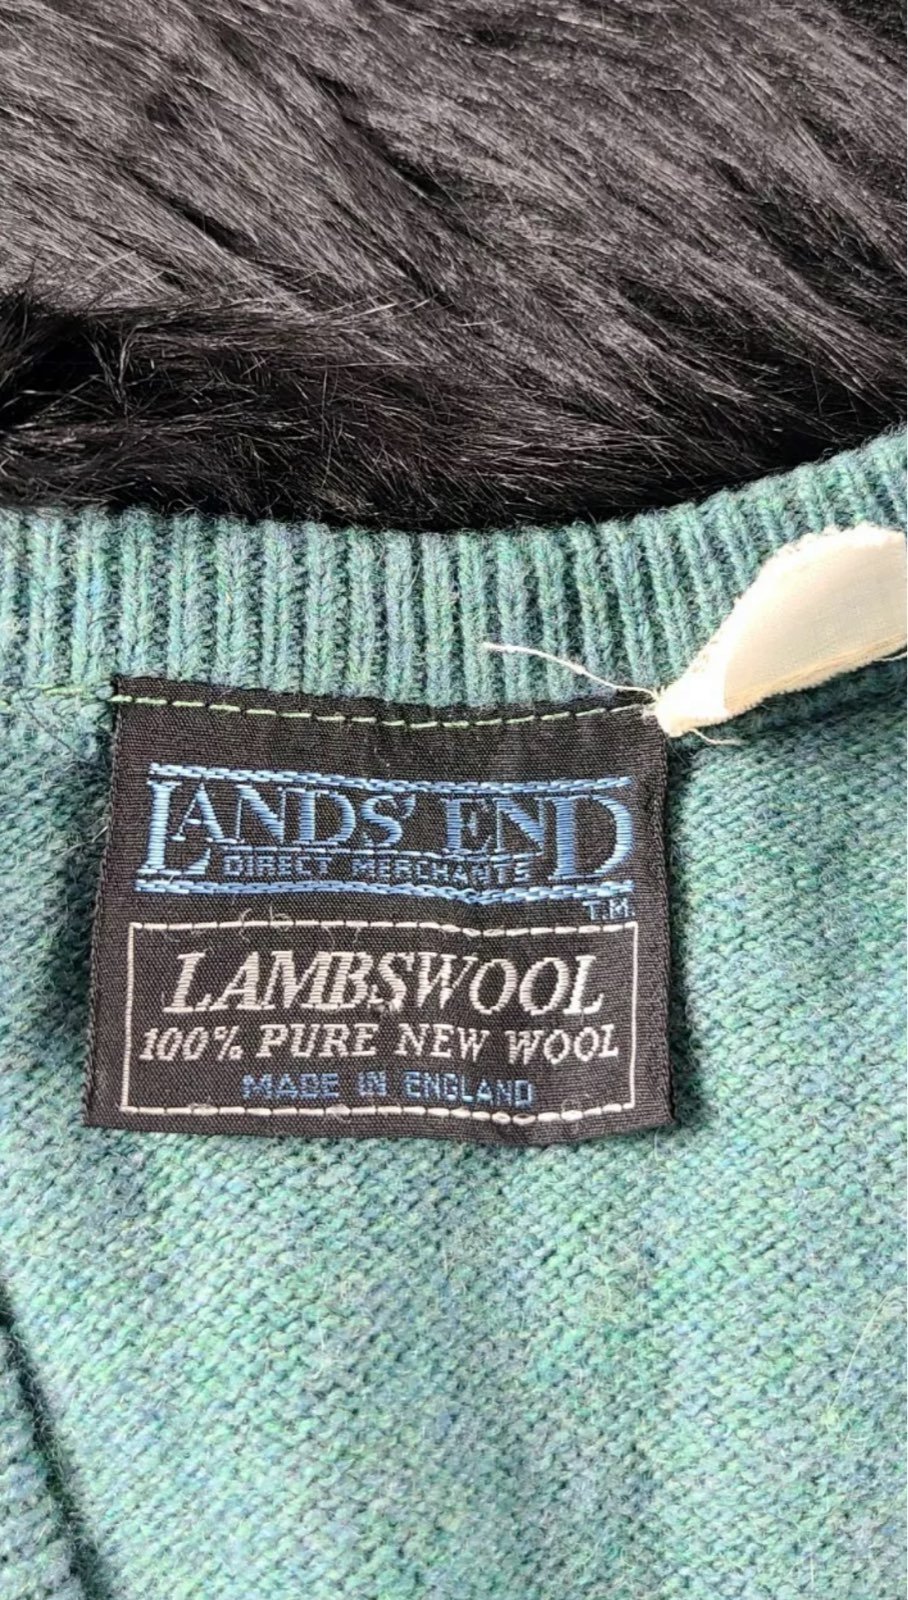 LANDS' END
DIRECT MERCHANTS
T.M.
LAMBSWOOL
100% PURE NEW WOOL
MADE IN ENGLAND